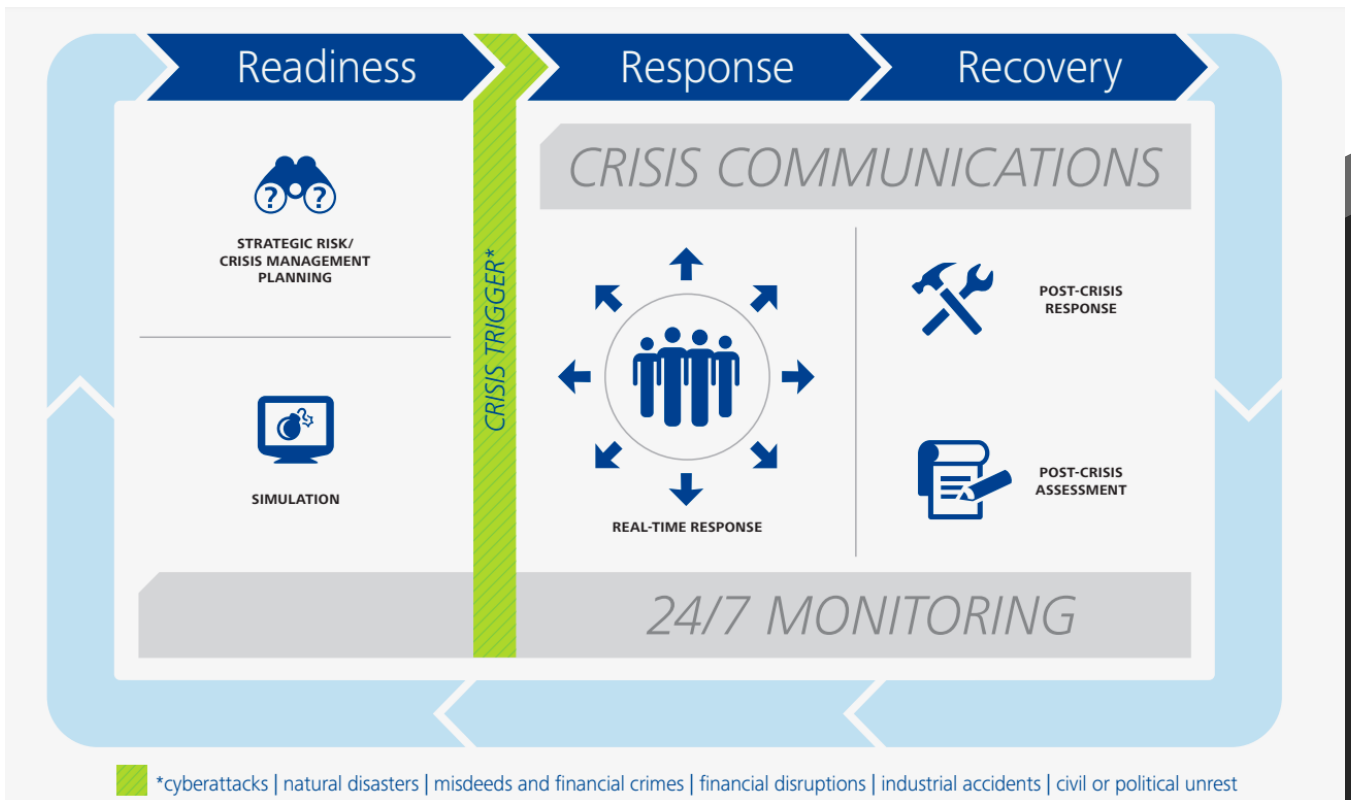 Readiness
Response
Recovery
CRISIS COMMUNICATIONS
? ?
STRATEGIC RISK/
CRISIS MANAGEMENT
PLANNING
SIMULATION
CRISIS TRIGGER*
REAL-TIME RESPONSE
POST-CRISIS
RESPONSE
POST-CRISIS
ASSESSMENT
24/7 MONITORING
*cyberattacks | natural disasters | misdeeds and financial crimes | financial disruptions | industrial accidents | civil or political unrest